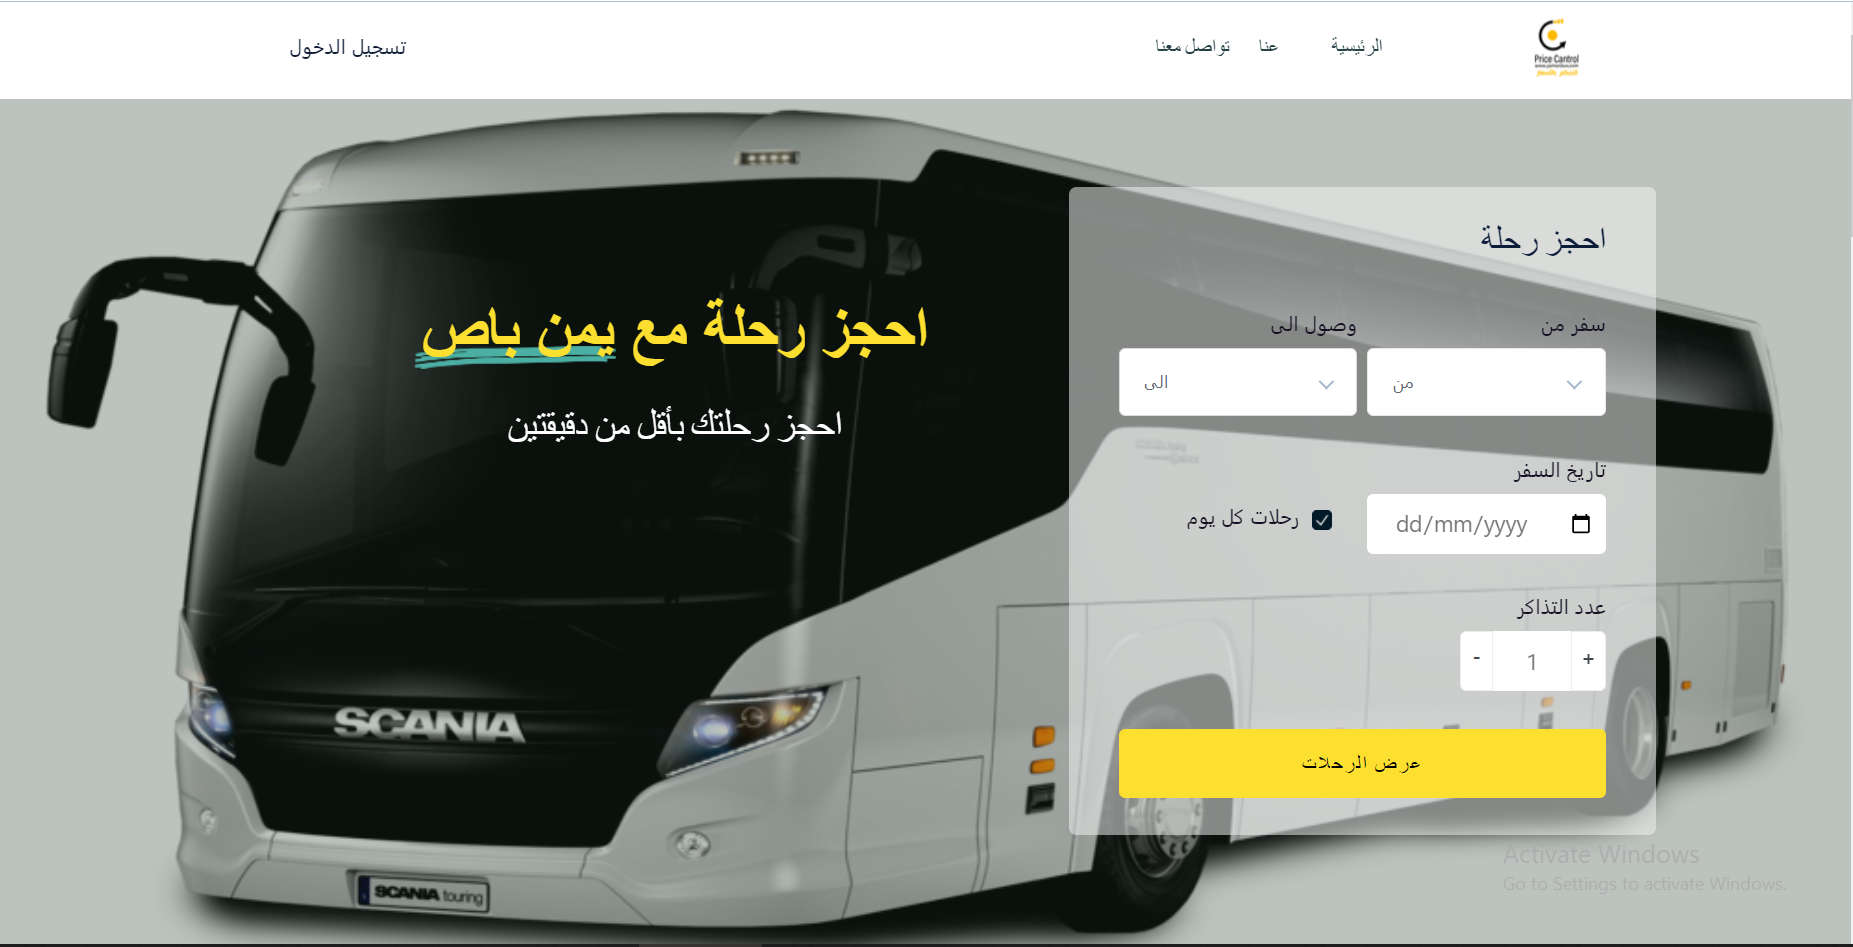 Price Cantrol
الرئيسية
عنا
تواصل معنا
تسجيل الدخول
احجز رحلة
سفر من
وصول الى
من
الى
تاريخ السفر
dd/mm/yyyy
رحلات كل يوم
عدد التذاكر
+ 1 -
عرض الرحلات
احجز رحلة مع يمن باص
احجز رحلتك بأقل من دقيقتين
SCANIA
SCANIA touring
Activate Windows
Go to Settings to activate Windows.